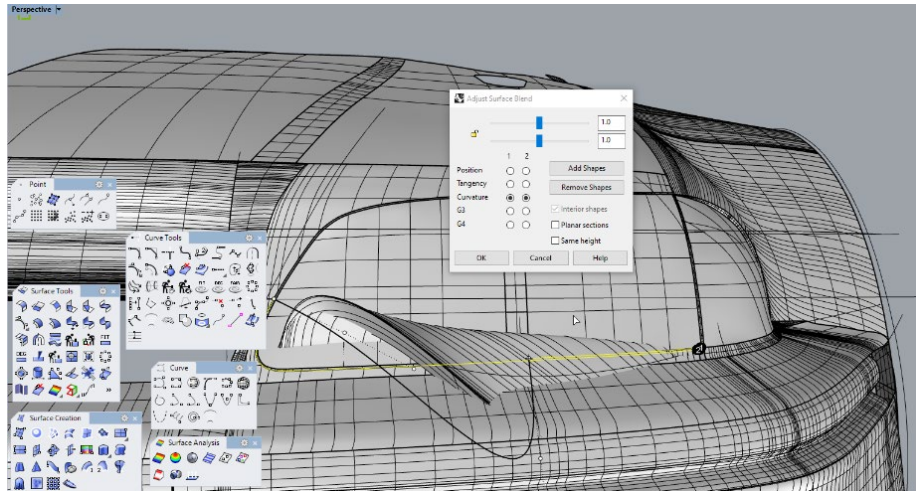 Perspective
Adjust Surface Blend
1.0
1.0
1 2
Position
Tangency
Curvature
G3
G4
Add Shapes
Remove Shapes
Interior shapes
Planar sections
Same height
OK Cancel Help
Point
Curve Tools
Surface Tools
Curve
Surface Creation
Surface Analysis
2